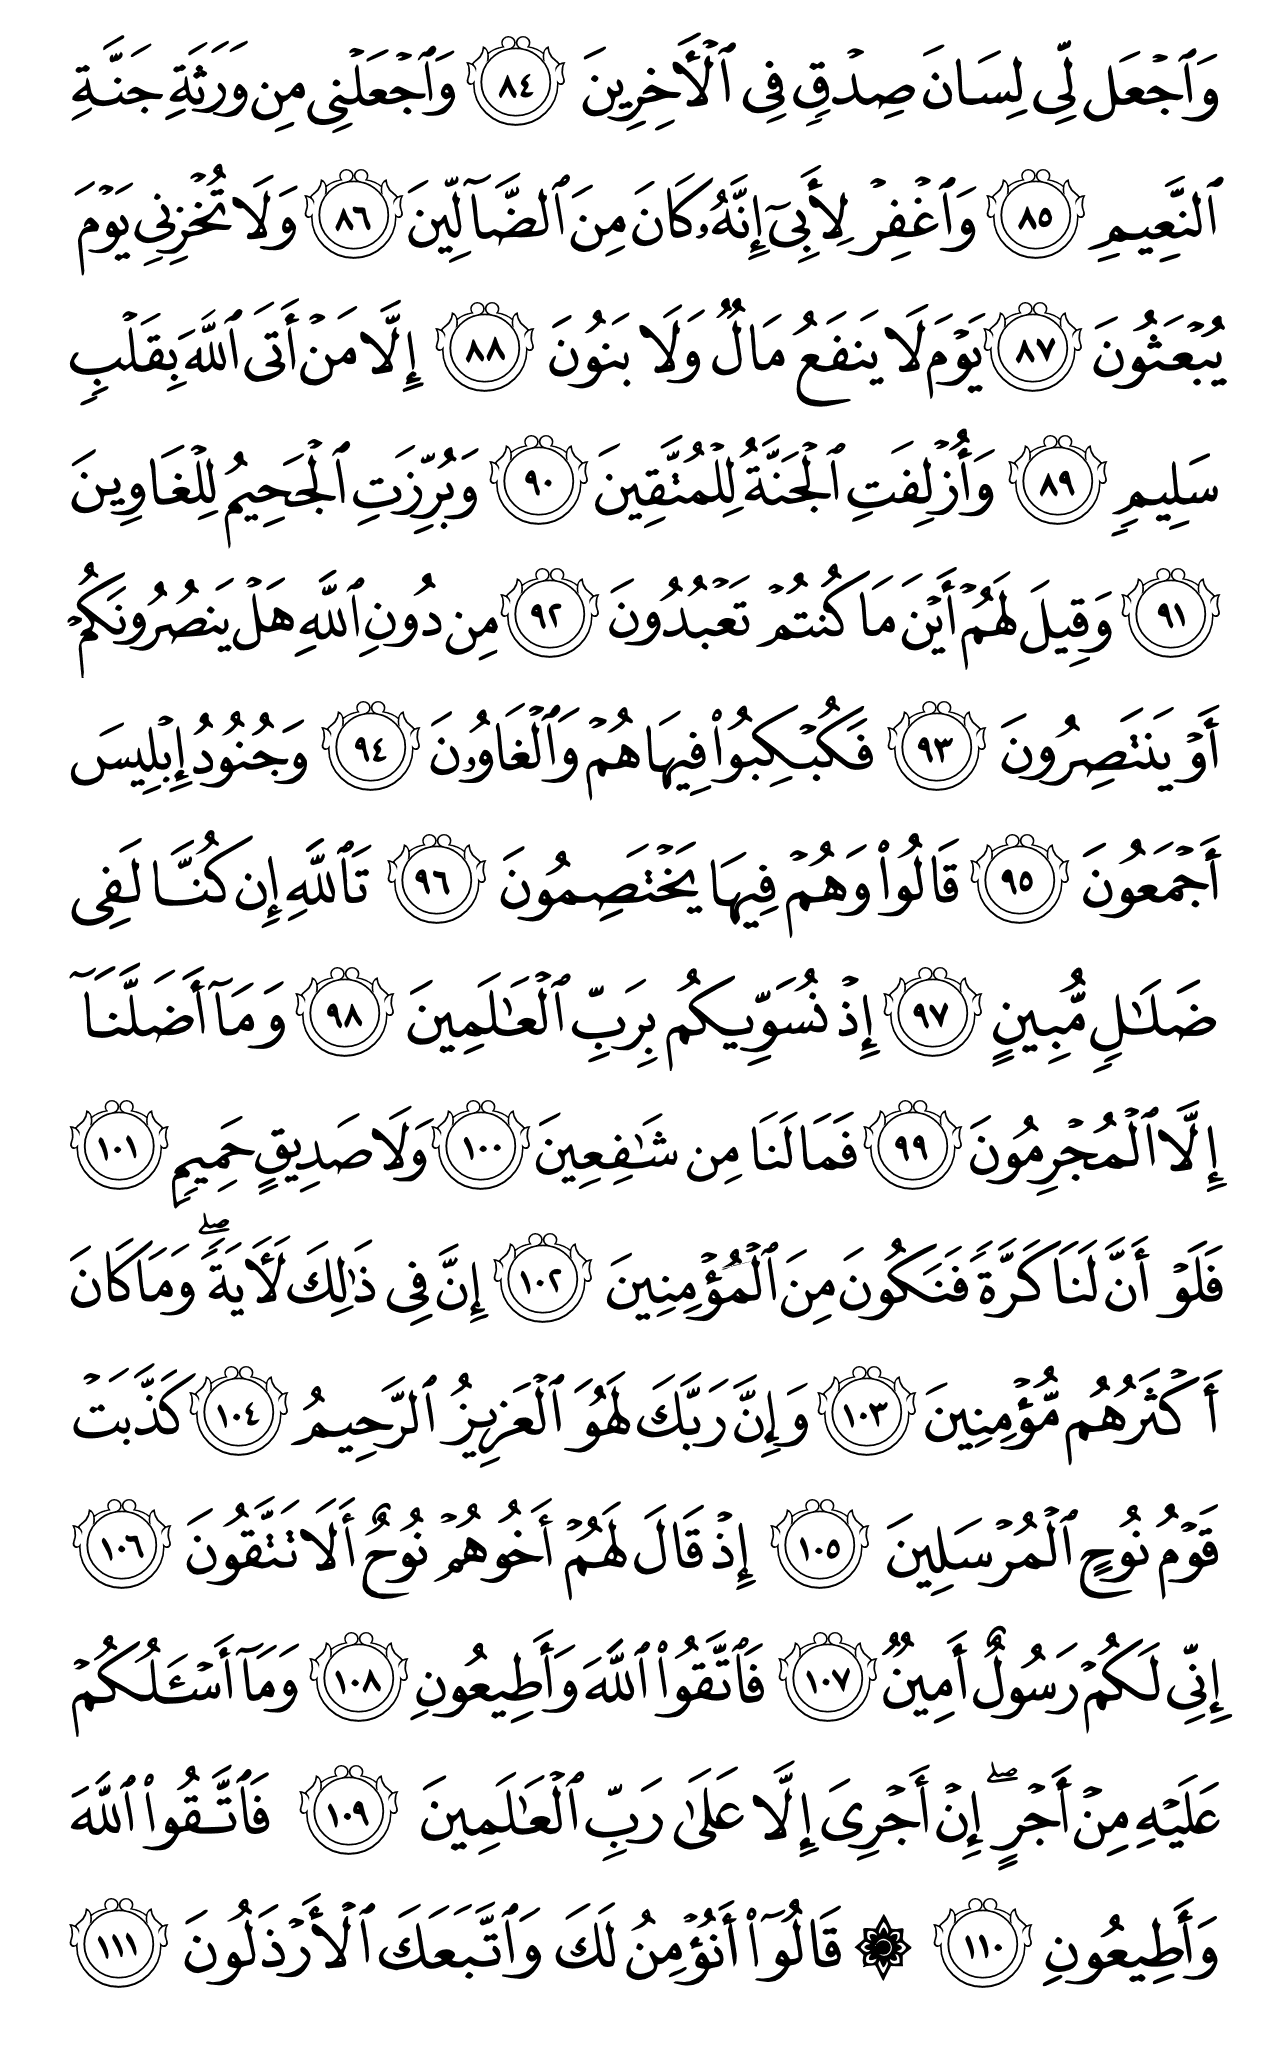 وَٱجۡعَل لِّي لِسَانَ صِدۡقٖ فِي ٱلۡأٓخِرِينَ ٨٤ وَٱجۡعَلۡنِي مِن وَرَثَةِ جَنَّةِ
ٱلنَّعِيمِ ٨٥ وَٱغۡفِرۡ لِأَبِيٓ إِنَّهُۥ كَانَ مِنَ ٱلضَّآلِّينَ ٨٦ وَلَا تُخۡزِنِي يَوۡمَ
يُبۡعَثُونَ ٨٧ يَوۡمَ لَا يَنفَعُ مَالٞ وَلَا بَنُونَ ٨٨ إِلَّا مَنۡ أَتَى ٱللَّهَ بِقَلۡبٖ
سَلِيمٖ ٨٩ وَأُزۡلِفَتِ ٱلۡجَنَّةُ لِلۡمُتَّقِينَ ٩٠ وَبُرِّزَتِ ٱلۡجَحِيمُ لِلۡغَاوِينَ
٩١ وَقِيلَ لَهُمۡ أَيۡنَ مَا كُنتُمۡ تَعۡبُدُونَ ٩٢ مِن دُونِ ٱللَّهِ هَلۡ يَنصُرُونَكُمۡ
أَوۡ يَنتَصِرُونَ ٩٣ فَكُبۡكِبُواْ فِيهَا هُمۡ وَٱلۡغَاوُۥنَ ٩٤ وَجُنُودُ إِبۡلِيسَ
أَجۡمَعُونَ ٩٥ قَالُواْ وَهُمۡ فِيهَا يَخۡتَصِمُونَ ٩٦ تَٱللَّهِ إِن كُنَّا لَفِي
ضَلَٰلٖ مُّبِينٍ ٩٧ إِذۡ نُسَوِّيكُم بِرَبِّ ٱلۡعَٰلَمِينَ ٩٨ وَمَآ أَضَلَّنَآ
إِلَّا ٱلۡمُجۡرِمُونَ ٩٩ فَمَا لَنَا مِن شَٰفِعِينَ ١٠٠ وَلَا صَدِيقٍ حَمِيمٖ ١٠١
فَلَوۡ أَنَّ لَنَا كَرَّةٗ فَنَكُونَ مِنَ ٱلۡمُؤۡمِنِينَ ١٠٢ إِنَّ فِي ذَٰلِكَ لَأٓيَةٗۖ وَمَا كَانَ
أَكۡثَرُهُم مُّؤۡمِنِينَ ١٠٣ وَإِنَّ رَبَّكَ لَهُوَ ٱلۡعَزِيزُ ٱلرَّحِيمُ ١٠٤ كَذَّبَتۡ
قَوۡمُ نُوحٍ ٱلۡمُرۡسَلِينَ ١٠٥ إِذۡ قَالَ لَهُمۡ أَخُوهُمۡ نُوحٌ أَلَا تَتَّقُونَ ١٠٦
إِنِّي لَكُمۡ رَسُولٌ أَمِينٞ ١٠٧ فَٱتَّقُواْ ٱللَّهَ وَأَطِيعُونِ ١٠٨ وَمَآ أَسۡـَٔلُكُمۡ
عَلَيۡهِ مِنۡ أَجۡرٍۖ إِنۡ أَجۡرِيَ إِلَّا عَلَىٰ رَبِّ ٱلۡعَٰلَمِينَ ١٠٩ فَٱتَّقُواْ ٱللَّهَ
وَأَطِيعُونِ ١١٠ ۞ قَالُوٓاْ أَنُؤۡمِنُ لَكَ وَٱتَّبَعَكَ ٱلۡأَرۡذَلُونَ ١١١